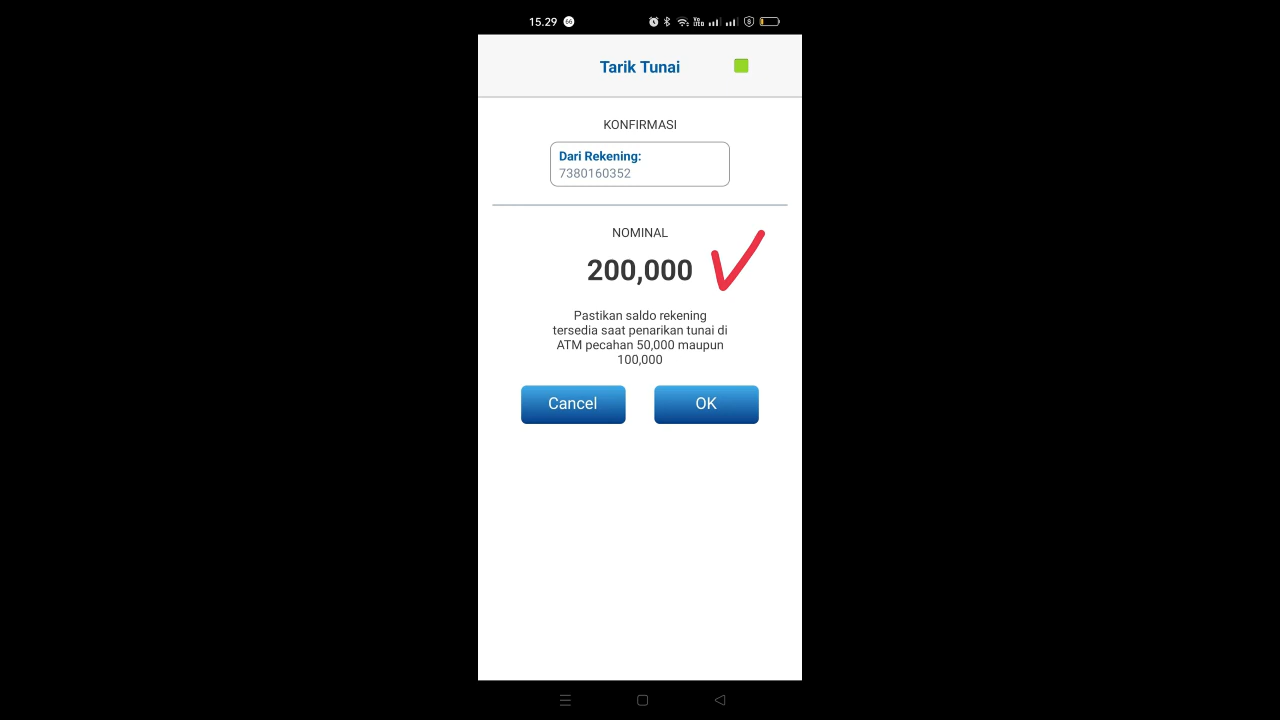 15.29 66
Tarik Tunai
KONFIRMASI
Dari Rekening:
7380160352
NOMINAL
200,000
Pastikan saldo rekening
tersedia saat penarikan tunai di
ATM pecahan 50,000 maupun
100,000
Cancel OK